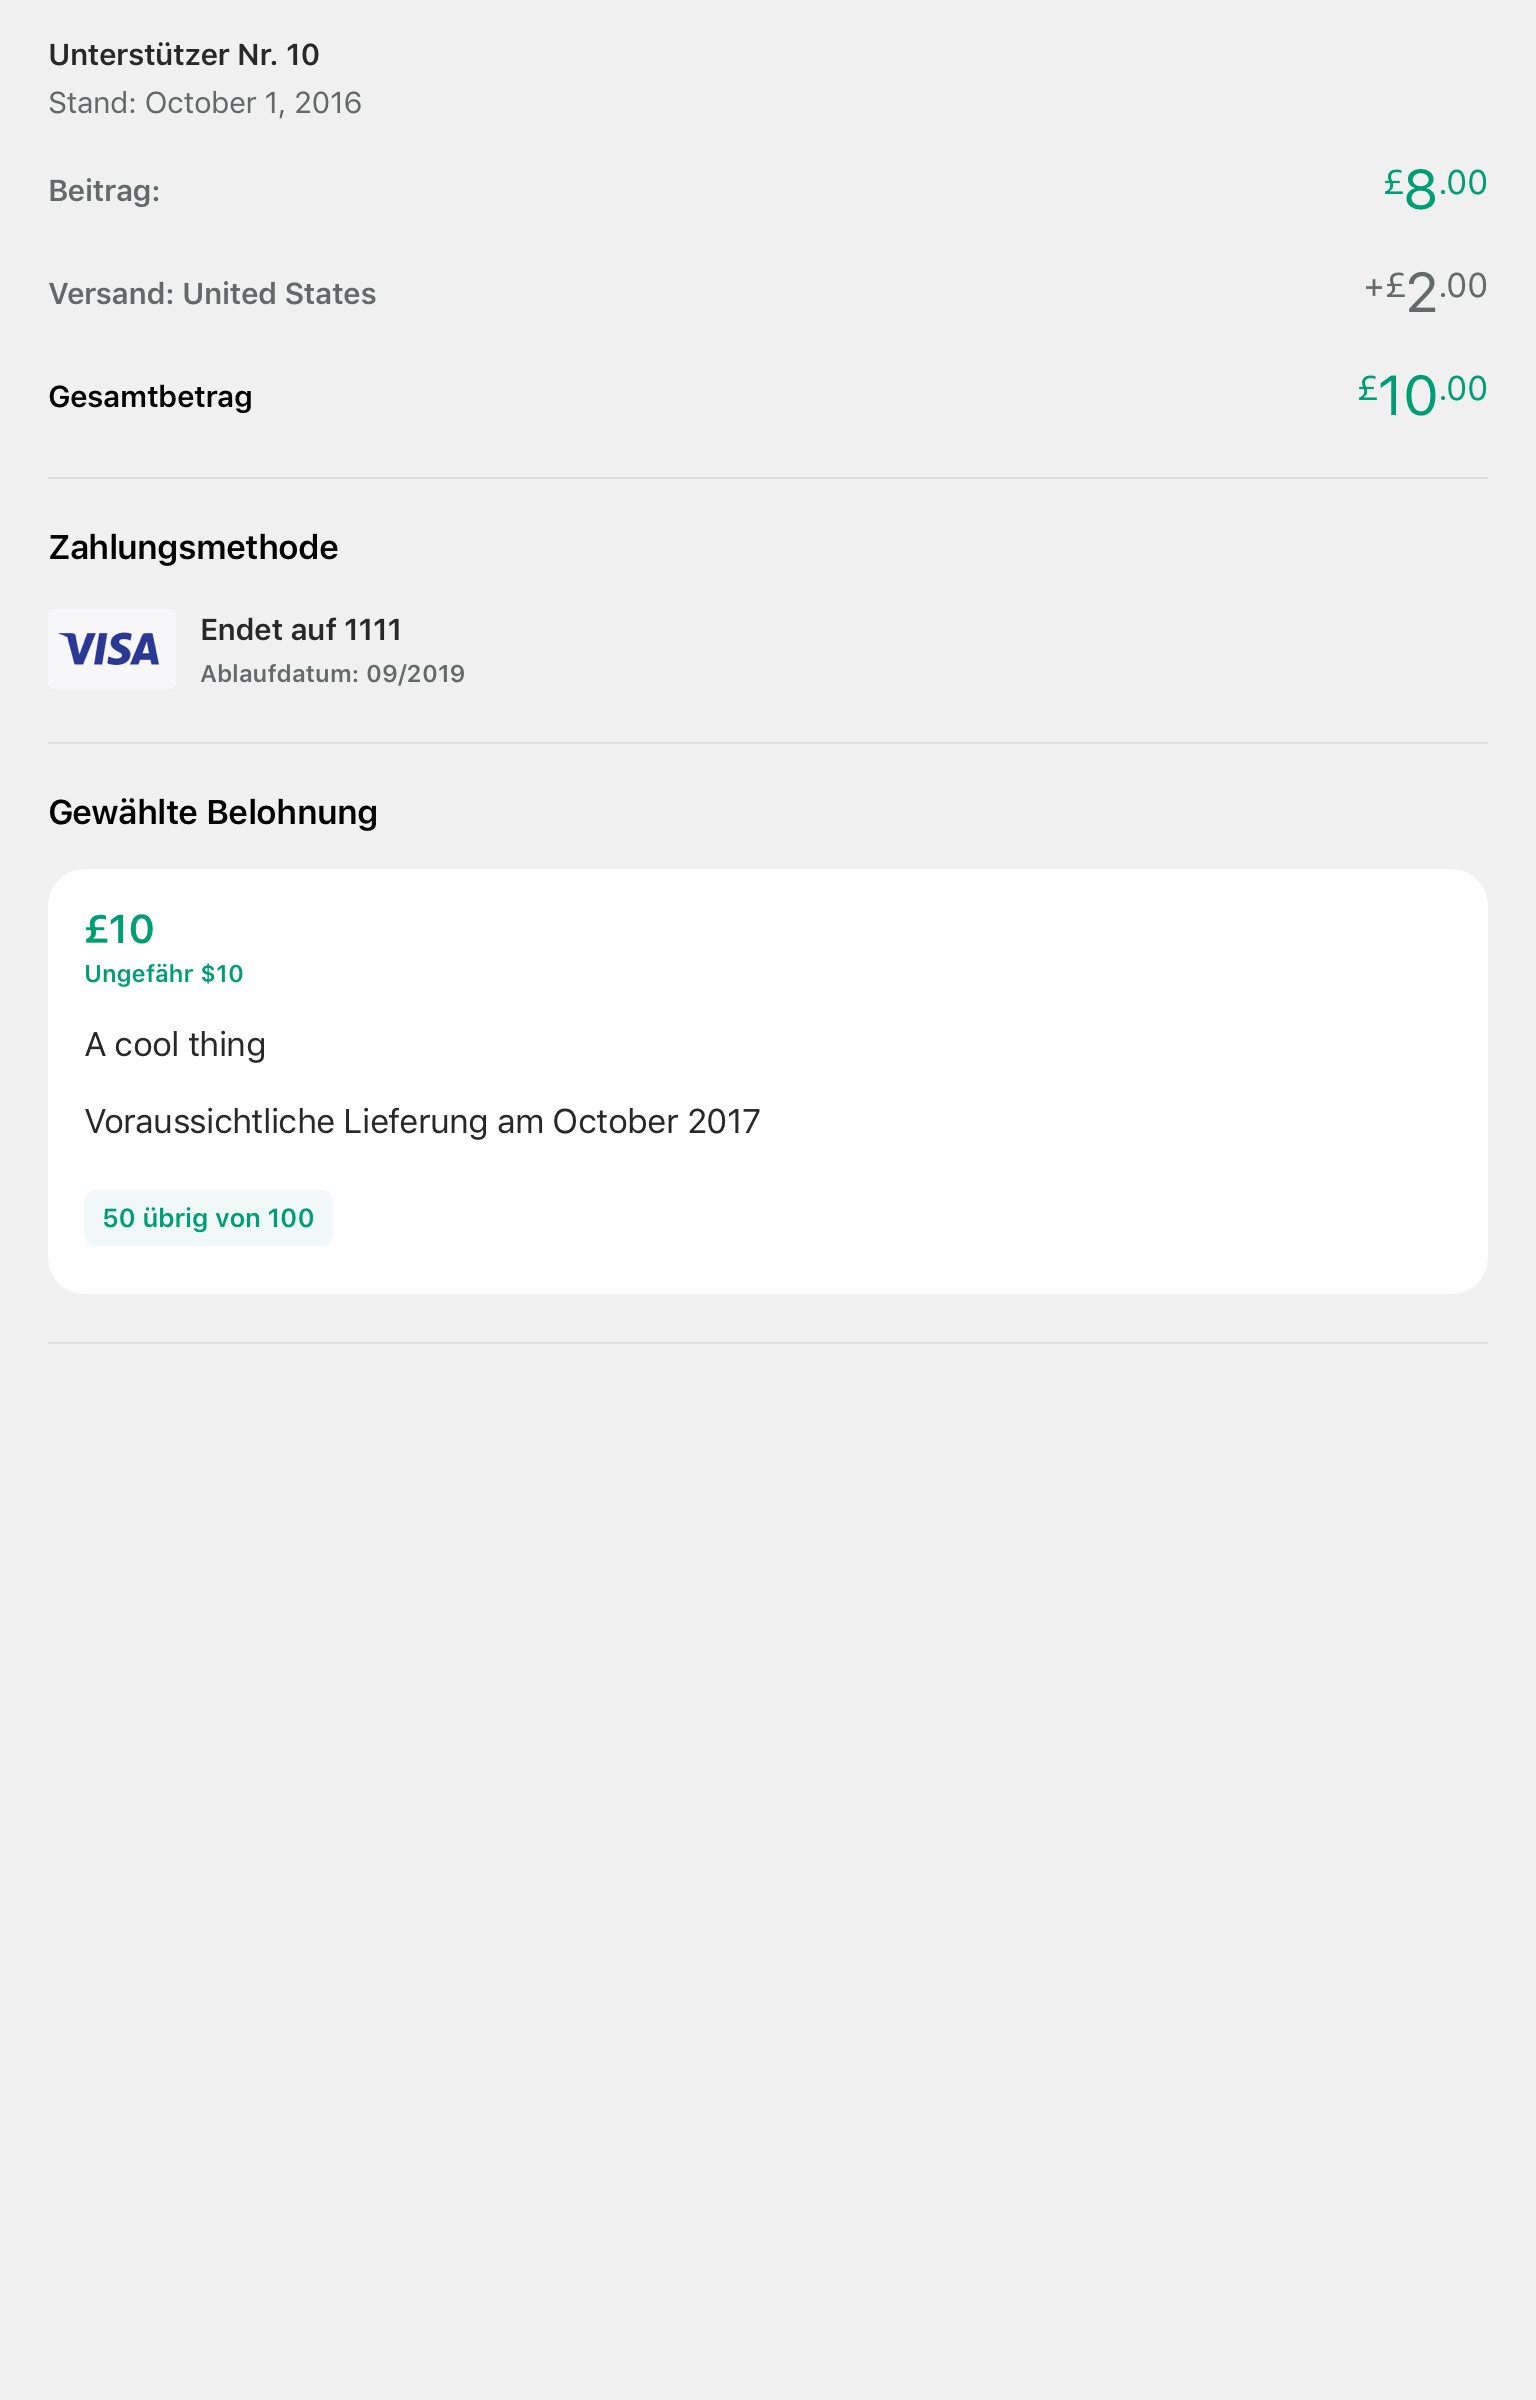 Unterstützer Nr. 10
Stand: October 1, 2016
Beitrag: £8.00
Versand: United States +£2.00
Gesamtbetrag £10.00
Zahlungsmethode
VISA
Endet auf 1111
Ablaufdatum: 09/2019
Gewählte Belohnung
£10
Ungefähr $10
A cool thing
Voraussichtliche Lieferung am October 2017
50 übrig von 100